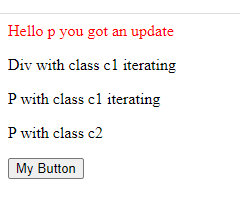 Hello p you got an update
Div with class c1 iterating
P with class c1 iterating
P with class c2
My Button